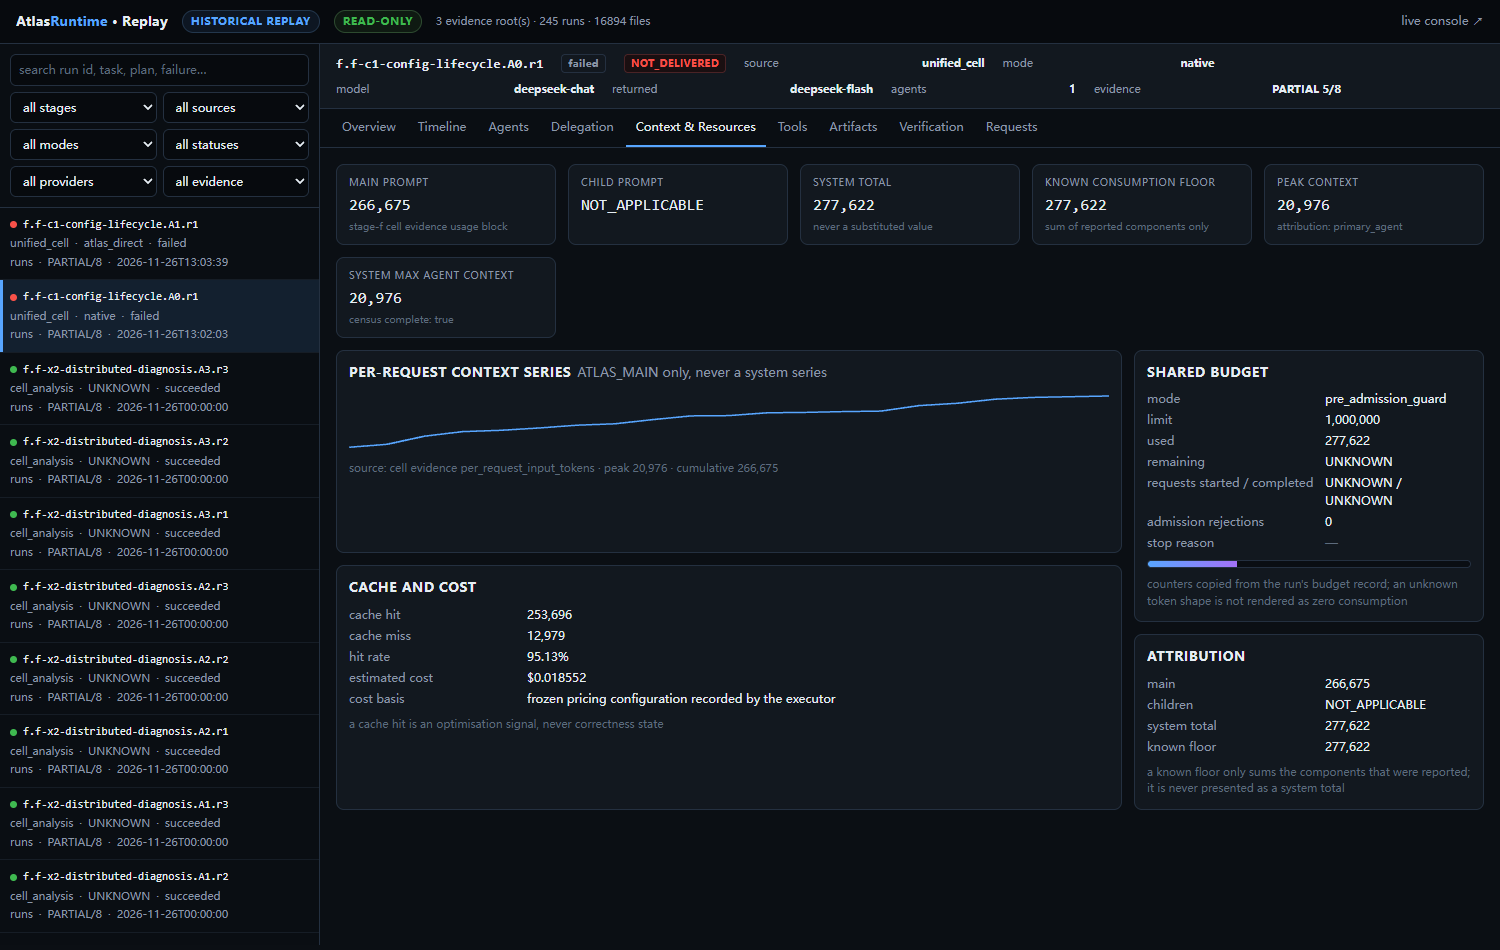 AtlasRuntime • Replay HISTORICAL REPLAY READ-ONLY 3 evidence root(s) · 245 runs · 16894 files live console ↗
search run id, task, plan, failure...
all stages all sources
all modes all statuses
all providers all evidence
f.f-c1-config-lifecycle.A1.r1
unified_cell · atlas_direct · failed
runs · PARTIAL/8 · 2026-11-26T13:03:39
f.f-c1-config-lifecycle.A0.r1
unified_cell · native · failed
runs · PARTIAL/8 · 2026-11-26T13:02:03
f.f-x2-distributed-diagnosis.A3.r3
cell_analysis · UNKNOWN · succeeded
runs · PARTIAL/8 · 2026-11-26T00:00:00
f.f-x2-distributed-diagnosis.A3.r2
cell_analysis · UNKNOWN · succeeded
runs · PARTIAL/8 · 2026-11-26T00:00:00
f.f-x2-distributed-diagnosis.A3.r1
cell_analysis · UNKNOWN · succeeded
runs · PARTIAL/8 · 2026-11-26T00:00:00
f.f-x2-distributed-diagnosis.A2.r3
cell_analysis · UNKNOWN · succeeded
runs · PARTIAL/8 · 2026-11-26T00:00:00
f.f-x2-distributed-diagnosis.A2.r2
cell_analysis · UNKNOWN · succeeded
runs · PARTIAL/8 · 2026-11-26T00:00:00
f.f-x2-distributed-diagnosis.A2.r1
cell_analysis · UNKNOWN · succeeded
runs · PARTIAL/8 · 2026-11-26T00:00:00
f.f-x2-distributed-diagnosis.A1.r3
cell_analysis · UNKNOWN · succeeded
runs · PARTIAL/8 · 2026-11-26T00:00:00
f.f-x2-distributed-diagnosis.A1.r2
cell_analysis · UNKNOWN · succeeded
runs · PARTIAL/8 · 2026-11-26T00:00:00
f.f-c1-config-lifecycle.A0.r1 failed NOT_DELIVERED source unified_cell mode native
model deepseek-chat returned deepseek-flash agents 1 evidence PARTIAL 5/8
Overview Timeline Agents Delegation Context & Resources Tools Artifacts Verification Requests
MAIN PROMPT
266,675
stage-f cell evidence usage block
CHILD PROMPT
NOT_APPLICABLE
SYSTEM TOTAL
277,622
never a substituted value
KNOWN CONSUMPTION FLOOR
277,622
sum of reported components only
PEAK CONTEXT
20,976
attribution: primary_agent
SYSTEM MAX AGENT CONTEXT
20,976
census complete: true
PER-REQUEST CONTEXT SERIES ATLAS_MAIN only, never a system series
source: cell evidence per_request_input_tokens · peak 20,976 · cumulative 266,675
CACHE AND COST
cache hit 253,696
cache miss 12,979
hit rate 95.13%
estimated cost $0.018552
cost basis frozen pricing configuration recorded by the executor
a cache hit is an optimisation signal, never correctness state
SHARED BUDGET
mode pre_admission_guard
limit 1,000,000
used 277,622
remaining UNKNOWN
requests started / completed UNKNOWN /
UNKNOWN
admission rejections 0
stop reason —
counters copied from the run's budget record; an unknown
token shape is not rendered as zero consumption
ATTRIBUTION
main 266,675
children NOT_APPLICABLE
system total 277,622
known floor 277,622
a known floor only sums the components that were reported;
it is never presented as a system total